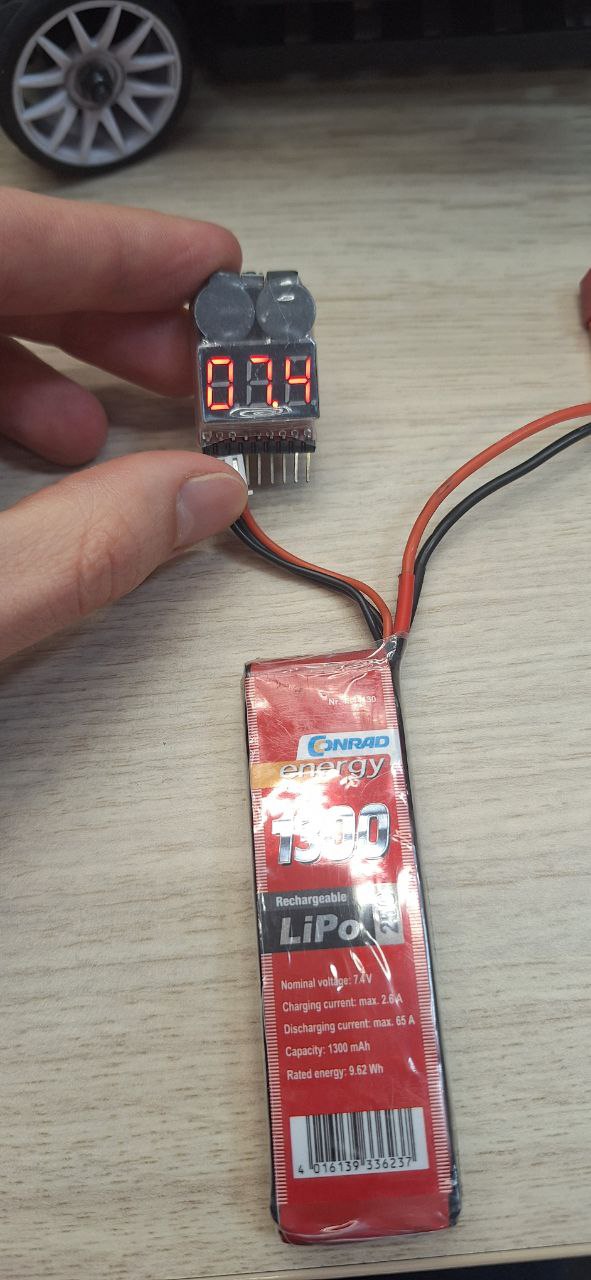 07.4
CONRAD
energy
1300
Rechargeable
LiPo
Nominal voltage: 7.4V
Charging current: max. 2.6 A
Discharging current: max. 65 A
Capacity: 1300 mAh
Rated energy: 9.62 Wh
4 016139 336237